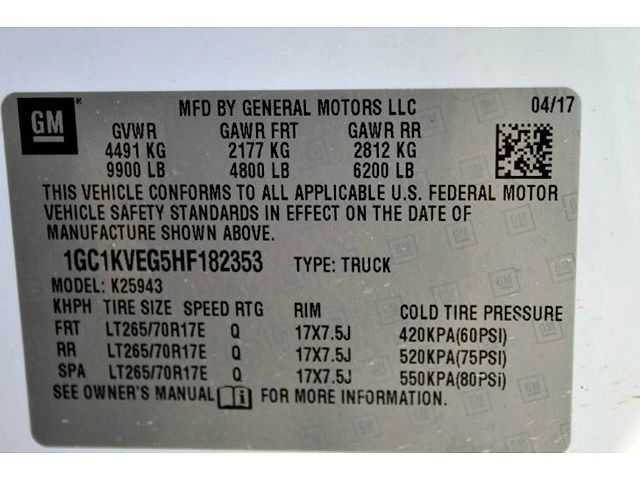 GM
MFD BY GENERAL MOTORS LLC 04/17
GVWR GAWR FRT GAWR RR
4491 KG 2177 KG 2812 KG
9900 LB 4800 LB 6200 LB
THIS VEHICLE CONFORMS TO ALL APPLICABLE U.S. FEDERAL MOTOR
VEHICLE SAFETY STANDARDS IN EFFECT ON THE DATE OF
MANUFACTURE SHOWN ABOVE.
1GC1KVEG5HF182353 TYPE: TRUCK
MODEL: K25943
KHPH TIRE SIZE SPEED RTG RIM COLD TIRE PRESSURE
FRT LT265/70R17E Q 17X7.5J 420KPA(60PSI)
RR LT265/70R17E Q 17X7.5J 520KPA(75PSI)
SPA LT265/70R17E Q 17X7.5J 550KPA(80PSI)
SEE OWNER'S MANUAL FOR MORE INFORMATION.